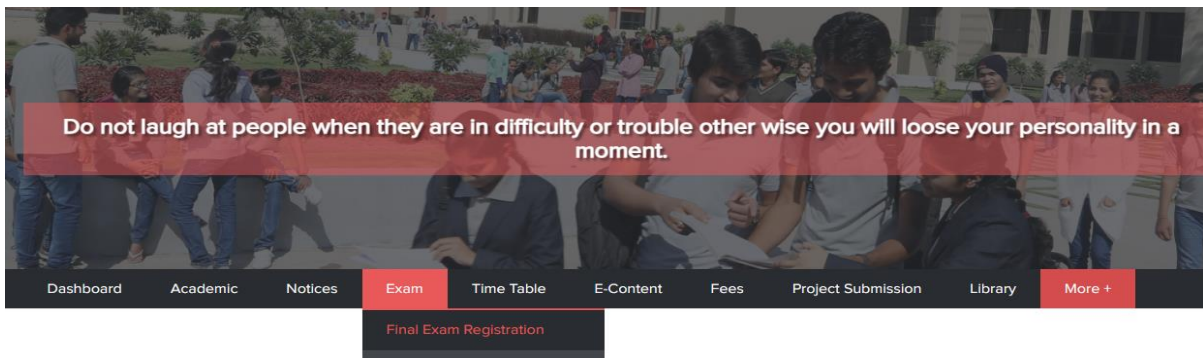 Do not laugh at people when they are in difficulty or trouble other wise you will loose your personality in a
moment.
Dashboard Academic Notices Exam Time Table E-Content Fees Project Submission Library More +
Final Exam Registration